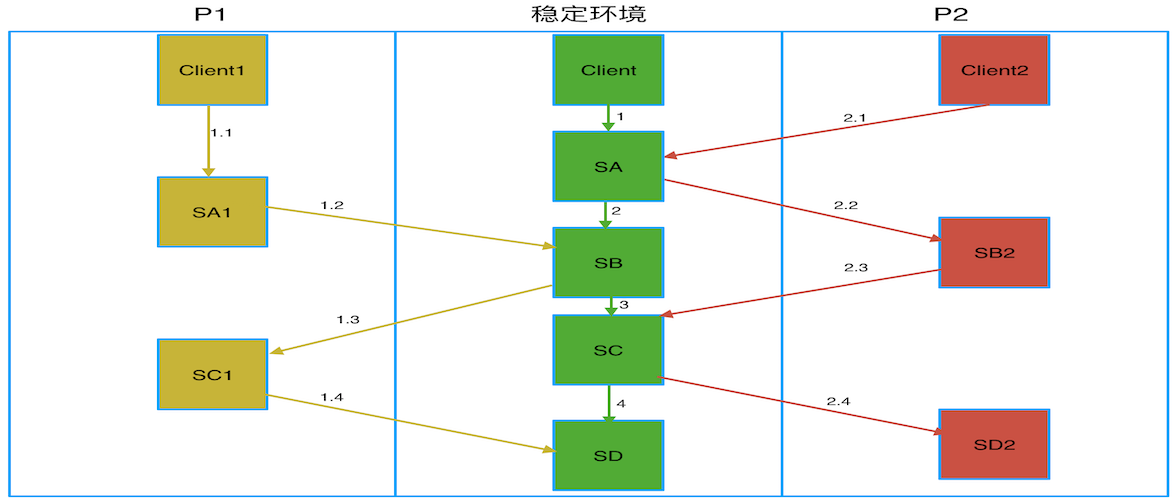 P1
稳定环境
P2
Client1
Client
Client2
1.1
1
2.1
SA1
SA
1.2
2
2.2
SB
SB2
1.3
3
2.3
SC1
SC
1.4
4
2.4
SD
SD2